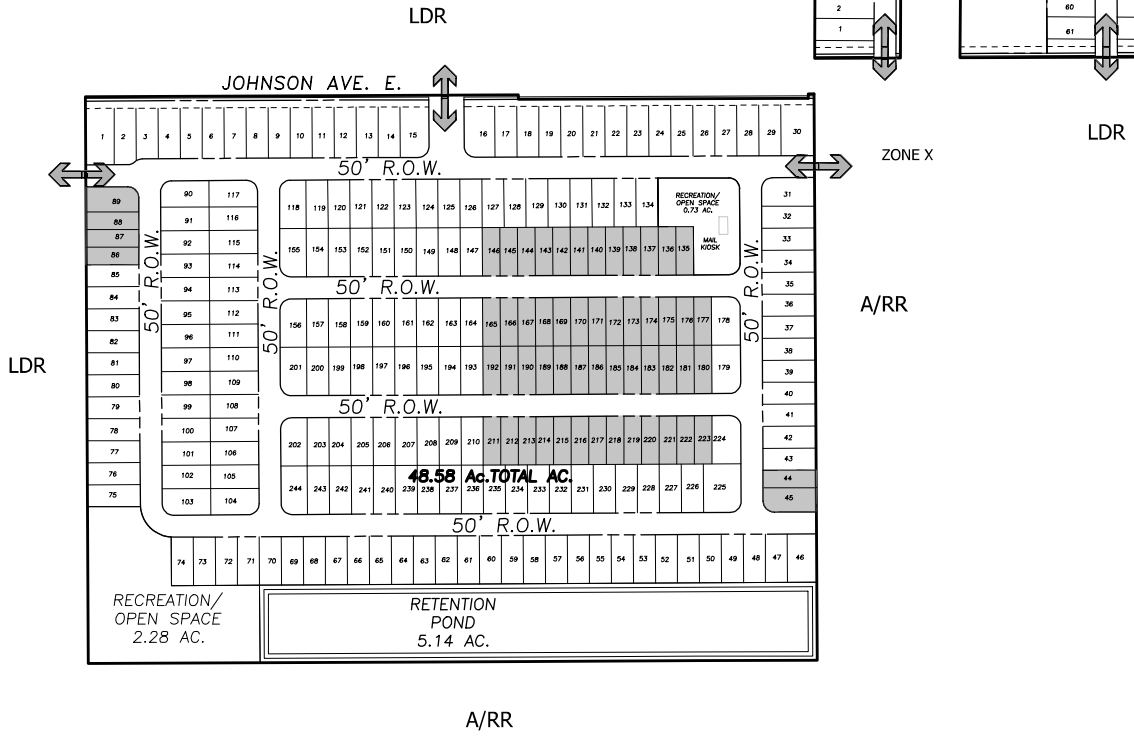 LDR
2
1
60
61
JOHNSON AVE. E.
LDR
1 2 3 4 5 6 7 8 9 10 11 12 13 14 15 16 17 18 19 20 21 22 23 24 25 26 27 28 29 30
ZONE X
50' R.O.W.
89
88
87
86
85
84
83
82
81
80
79
78
77
76
75
50' R.O.W.
90 117
91 116
92 115
93 114
94 113
95 112
96 111
97 110
98 109
99 108
100 107
101 106
102 105
103 104
50' R.O.W.
118 119 120 121 122 123 124 125 126 127 128 129 130 131 132 133 134
RECREATION/
OPEN SPACE
0.73 AC.
MAIL
KIOSK
155 154 153 152 151 150 149 148 147 146 145 144 143 142 141 140 139 138 137 136 135
50' R.O.W.
156 157 158 159 160 161 162 163 164 165 166 167 168 169 170 171 172 173 174 175 176 177 178
201 200 199 198 197 196 195 194 193 192 191 190 189 188 187 186 185 184 183 182 181 180 179
50' R.O.W.
202 203 204 205 206 207 208 209 210 211 212 213 214 215 216 217 218 219 220 221 222 223 224
48.58 Ac.TOTAL AC.
244 243 242 241 240 239 238 237 236 235 234 233 232 231 230 229 228 227 226 225
50' R.O.W.
50' R.O.W.
31
32
33
34
35
36
37
38
39
40
41
42
43
44
45
LDR
A/RR
74 73 72 71 70 69 68 67 66 65 64 63 62 61 60 59 58 57 56 55 54 53 52 51 50 49 48 47 46
RECREATION/
OPEN SPACE
2.28 AC.
RETENTION
POND
5.14 AC.
A/RR